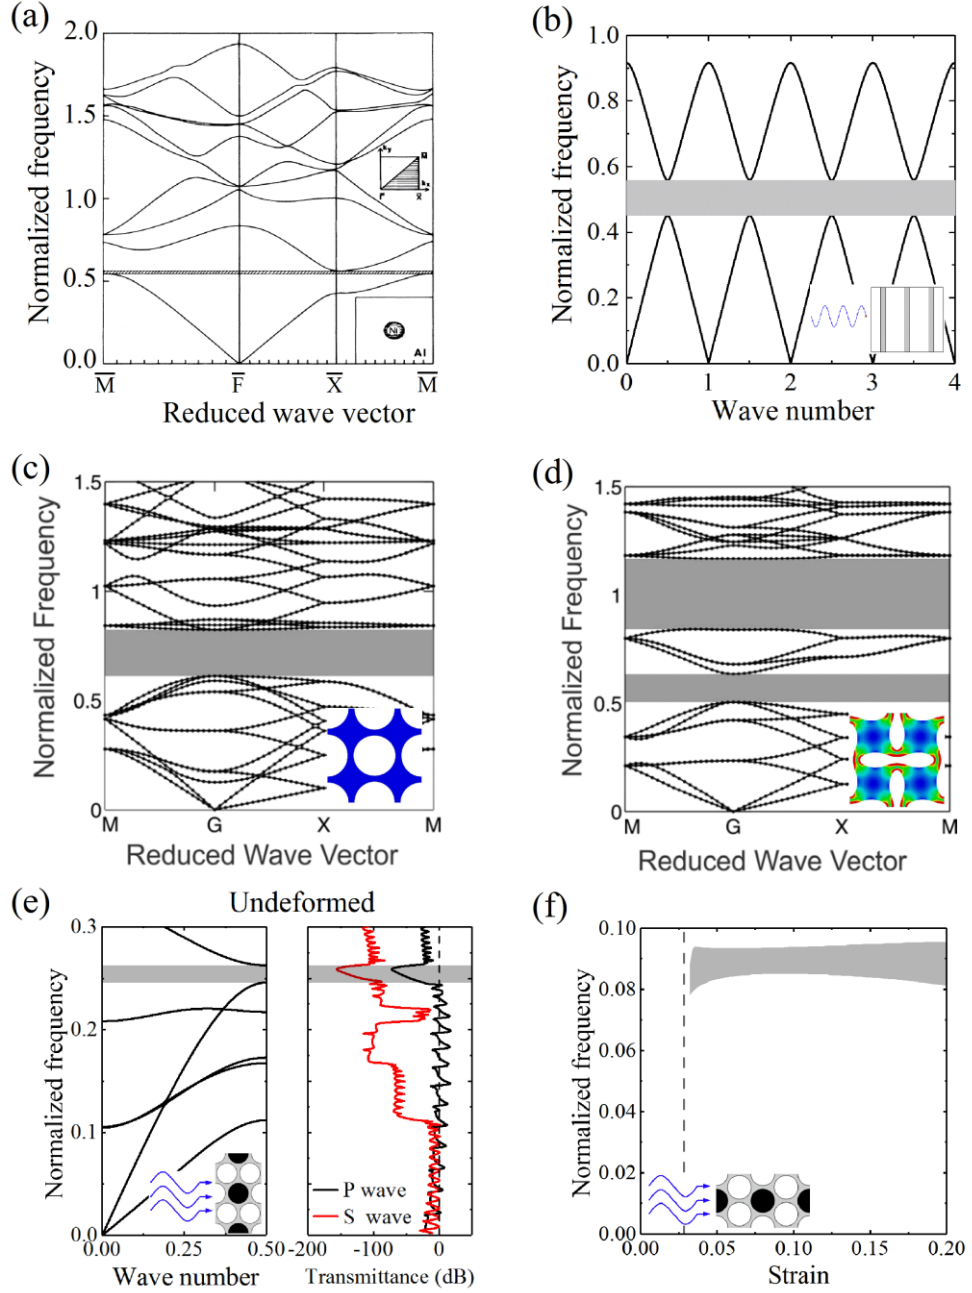 (a)
2.0
1.5
1.0
0.5
0.0
Normalized frequency
M F X M
Reduced wave vector
ky
kx
Γ X
Ni
Al
(b)
1.0
0.8
0.6
0.4
0.2
0.0
Normalized frequency
0 1 2 3 4
Wave number
(c)
1.5
1
0.5
0
Normalized Frequency
M G X M
Reduced Wave Vector
(d)
1.5
1
0.5
0
Normalized Frequency
M G X M
Reduced Wave Vector
(e)
Undeformed
0.3
0.2
0.1
0.0
Normalized frequency
0.00 0.25 0.50
Wave number
P wave
S wave
-200 -100 0
Transmittance (dB)
(f)
0.10
0.08
0.06
0.04
0.02
0.00
Normalized frequency
0.00 0.05 0.10 0.15 0.20
Strain